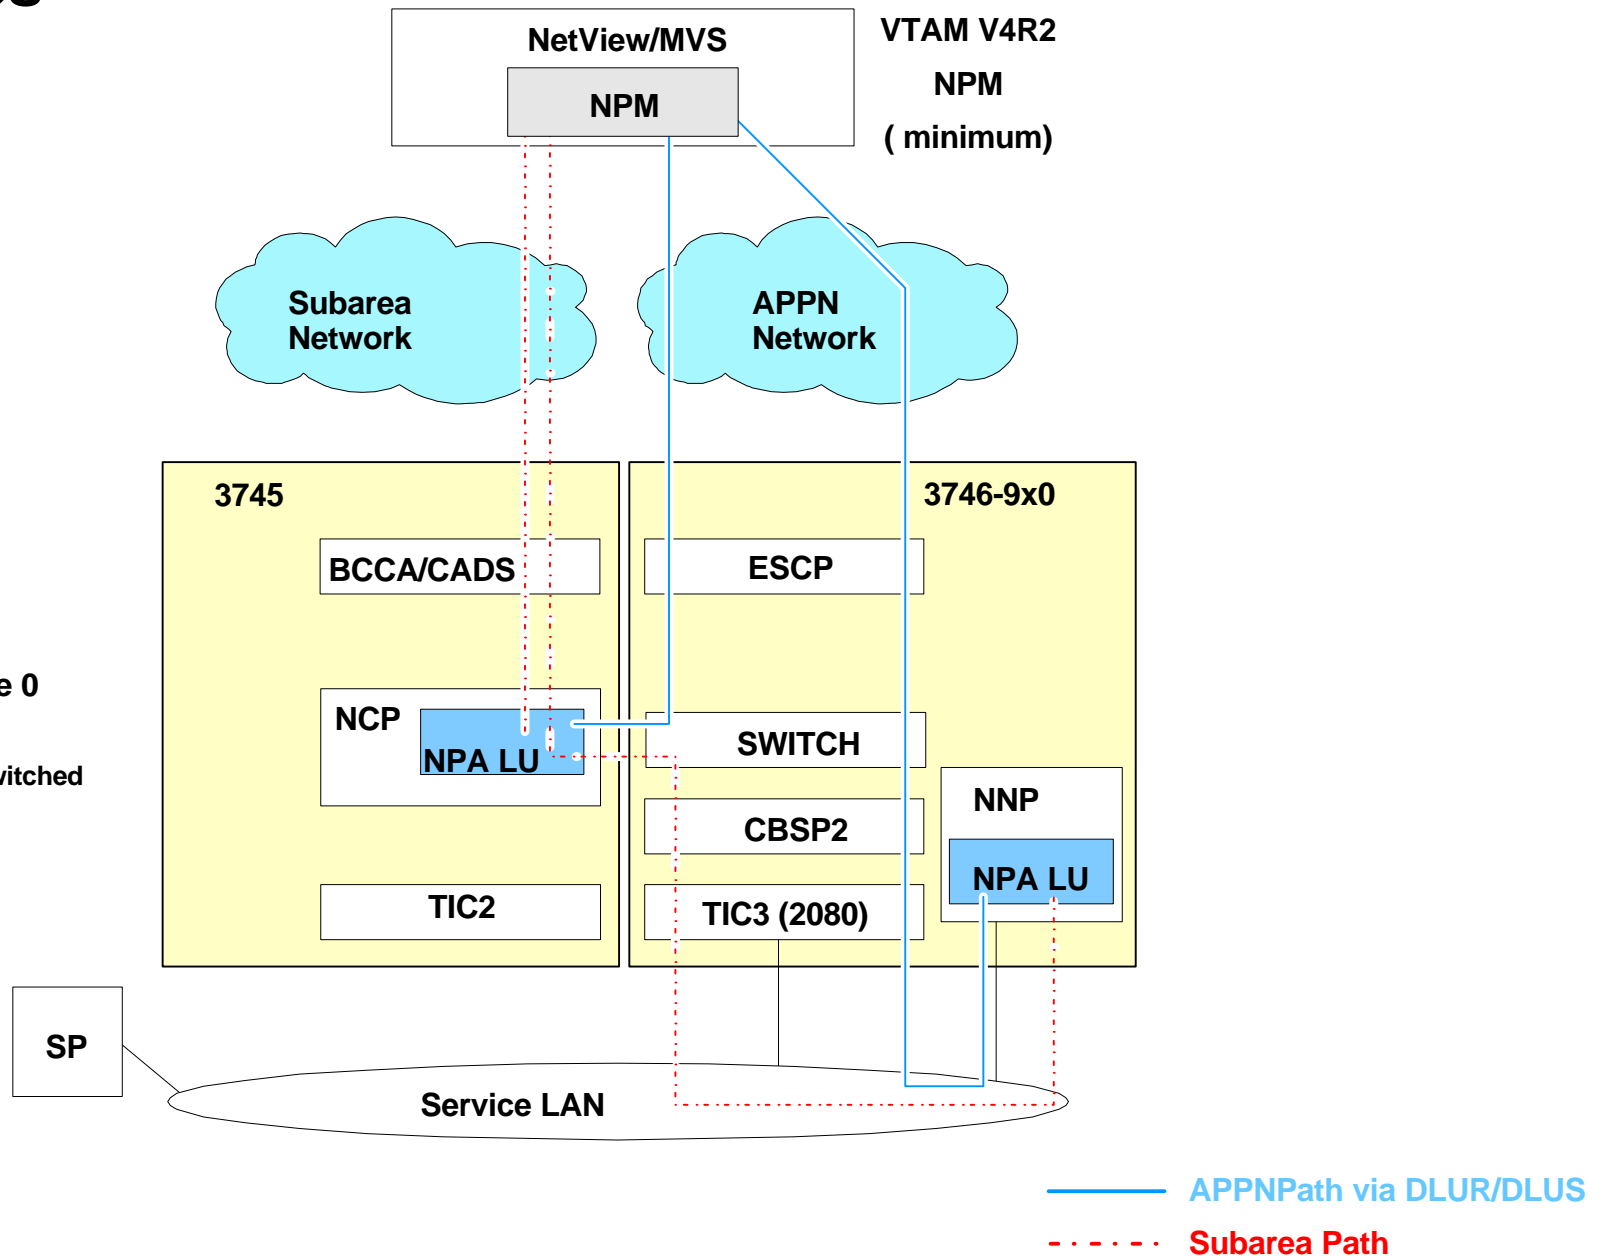 NetView/MVS
VTAM V4R2
NPM
NPM
( minimum)
Subarea
Network
APPN
Network
3745
3746-9x0
BCCA/CADS
ESCP
e 0
NCP
NPA LU
SWITCH
witched
NNP
CBSP2
NPA LU
TIC2
TIC3 (2080)
SP
Service LAN
APPNPath via DLUR/DLUS
Subarea Path